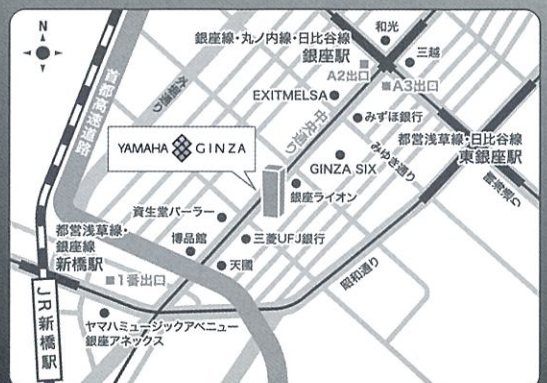 N
和光
銀座線・丸ノ内線・日比谷線
銀座駅
三越
A2出口
A3出口
首都高速道路
外堀通り
EXITMELSA
中央通り
みずほ銀行
都営浅草線・日比谷線
東銀座駅
YAMAHA GINZA
GINZA SIX
みゆき通り
晴海通り
銀座ライオン
資生堂パーラー
都営浅草線・
銀座線
新橋駅
博品館
三菱UFJ銀行
天國
昭和通り
1番出口
JR新橋駅
ヤマハミュージックアベニュー
銀座アネックス